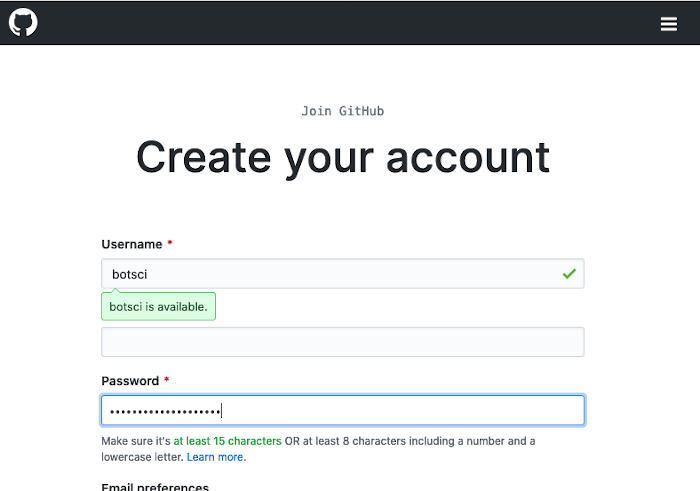 Join GitHub
Create your account
Username *
botsci
botsci is available.
Password *
Make sure it's at least 15 characters OR at least 8 characters including a number and a
lowercase letter. Learn more.
Email preferences